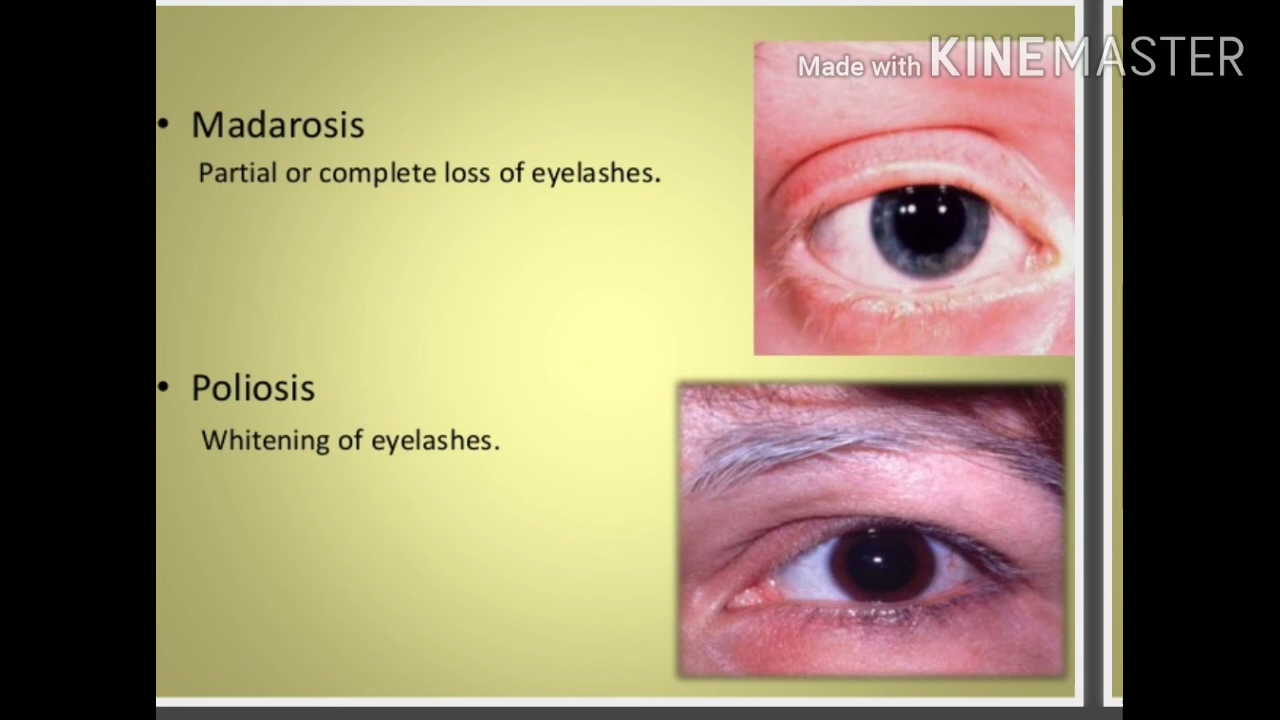 Made with KINEMASTER
• Madarosis
Partial or complete loss of eyelashes.
• Poliosis
Whitening of eyelashes.